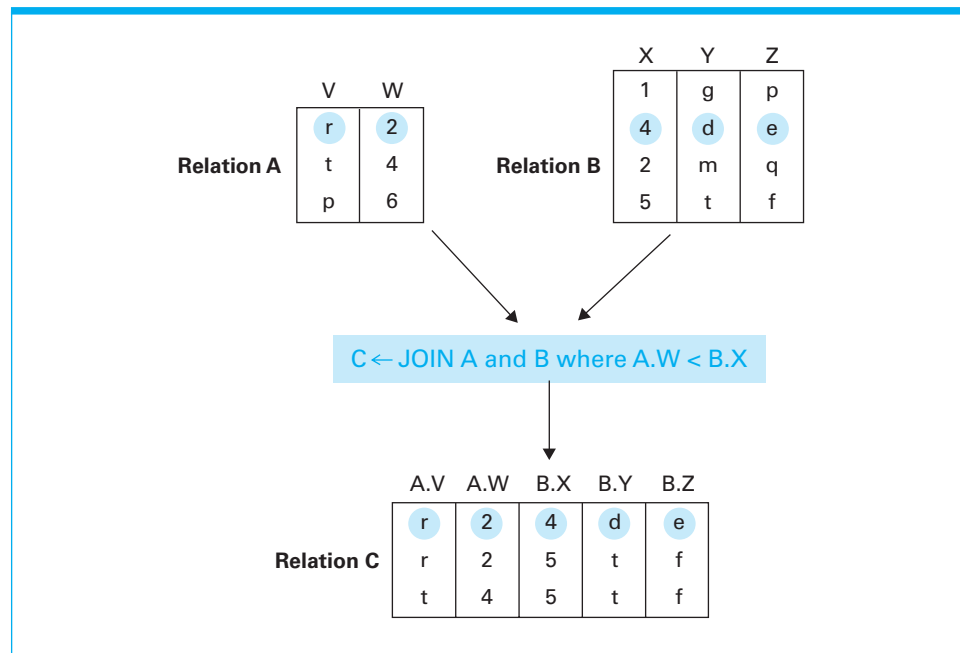 X Y Z
V W
1 g p
r 2
4 d e
Relation A
t 4
Relation B
2 m q
p 6
5 t f
C ← JOIN A and B where A.W < B.X
A.V A.W B.X B.Y B.Z
r 2 4 d e
Relation C
r 2 5 t f
t 4 5 t f